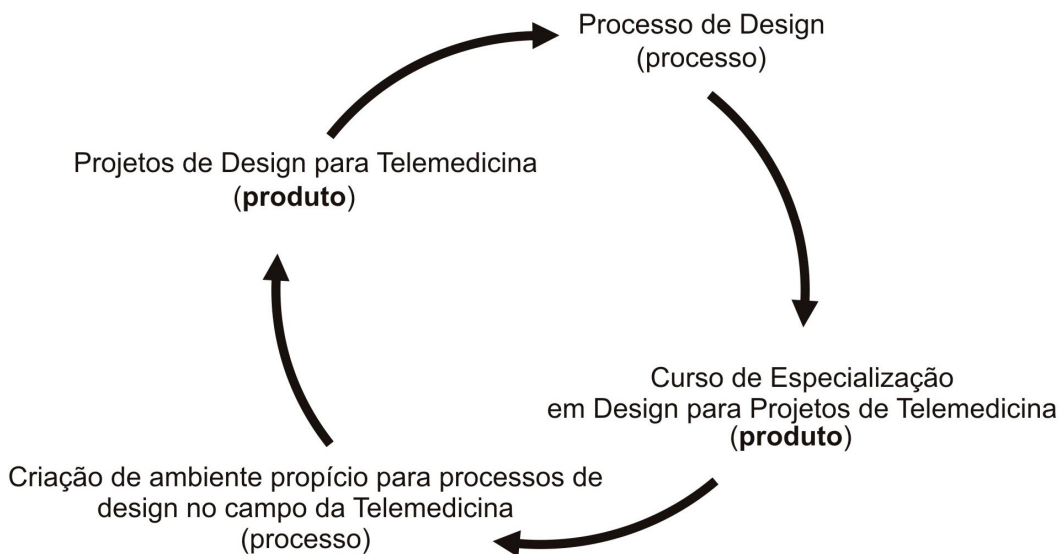 Processo de Design
(processo)
Projetos de Design para Telemedicina
(produto)
Curso de Especialização
em Design para Projetos de Telemedicina
(produto)
Criação de ambiente propício para processos de
design no campo da Telemedicina
(processo)